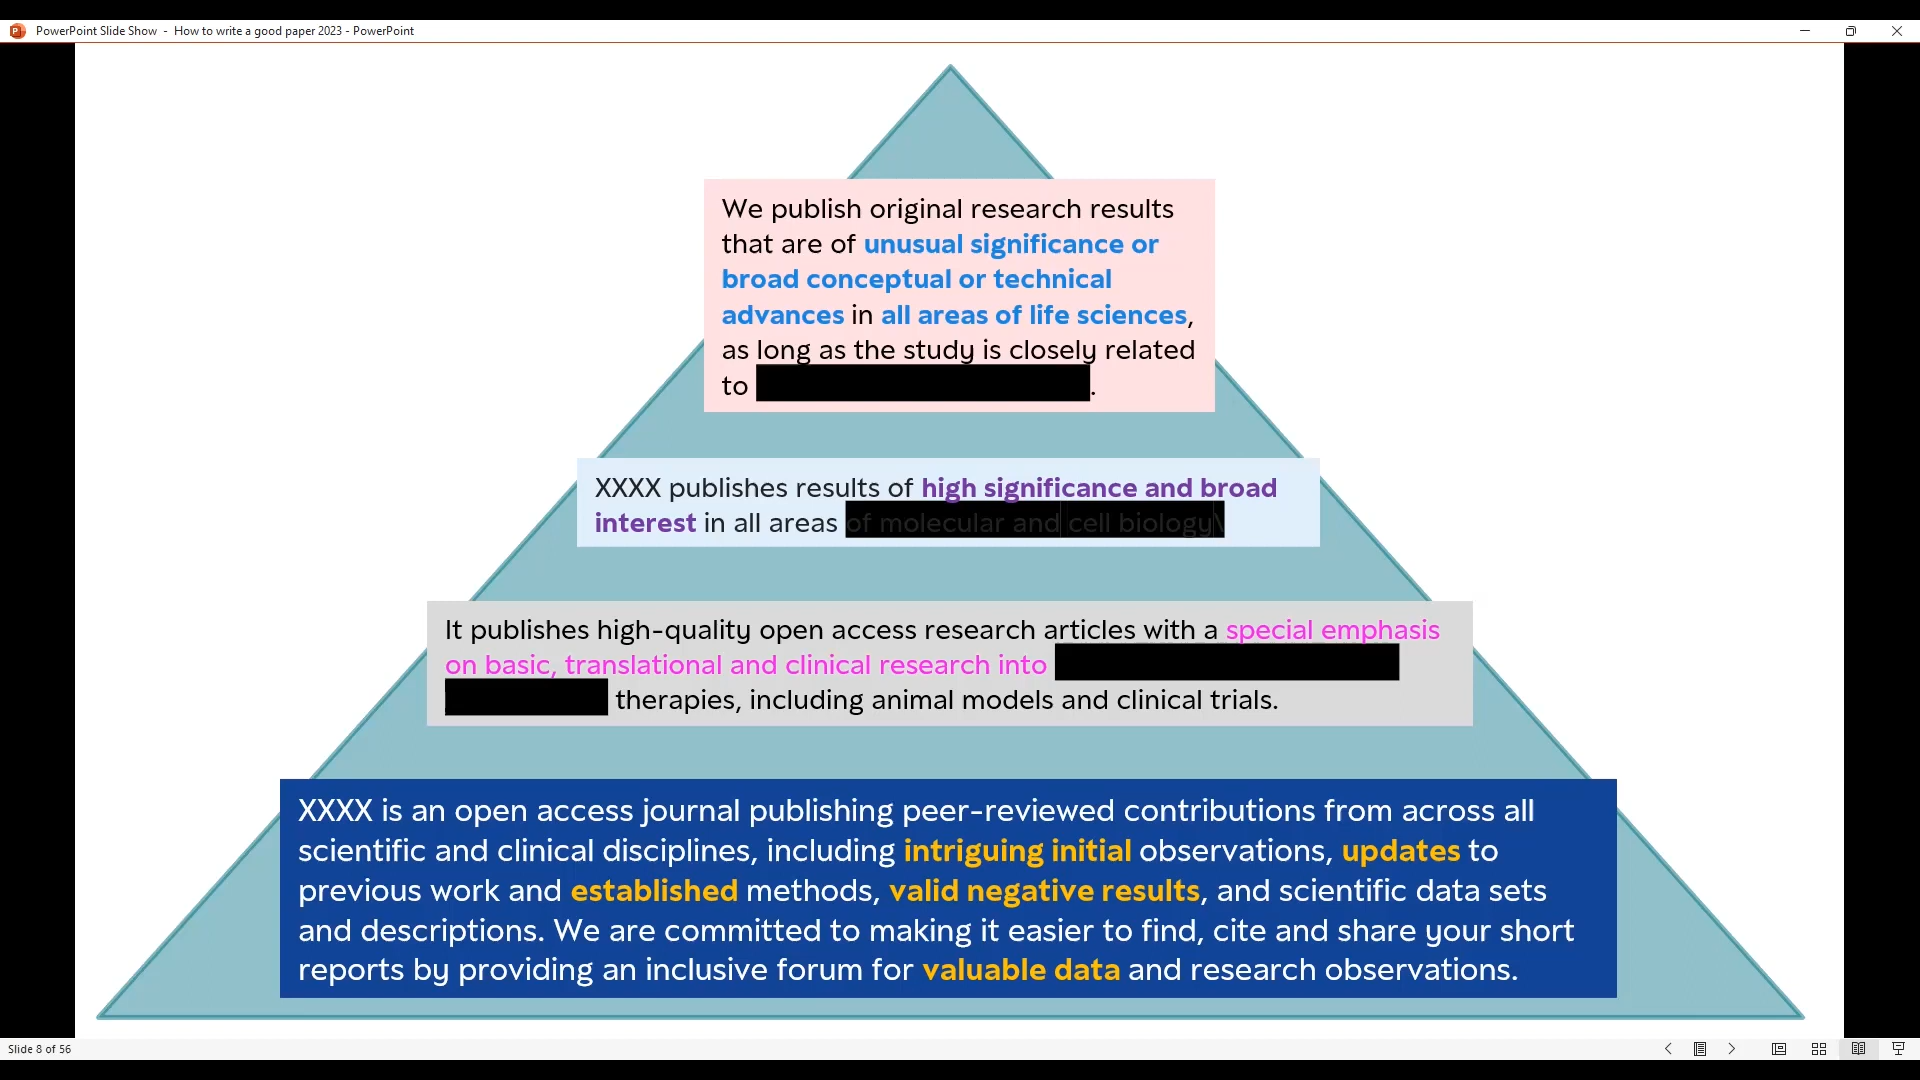 PowerPoint Slide Show - How to write a good paper 2023 - PowerPoint
We publish original research results
that are of unusual significance or
broad conceptual or technical
advances in all areas of life sciences,
as long as the study is closely related
to .
XXXX publishes results of high significance and broad
interest in all areas of molecular and cell biology
It publishes high-quality open access research articles with a special emphasis
on basic, translational and clinical research into
therapies, including animal models and clinical trials.
XXXX is an open access journal publishing peer-reviewed contributions from across all
scientific and clinical disciplines, including intriguing initial observations, updates to
previous work and established methods, valid negative results, and scientific data sets
and descriptions. We are committed to making it easier to find, cite and share your short
reports by providing an inclusive forum for valuable data and research observations.
Slide 8 of 56